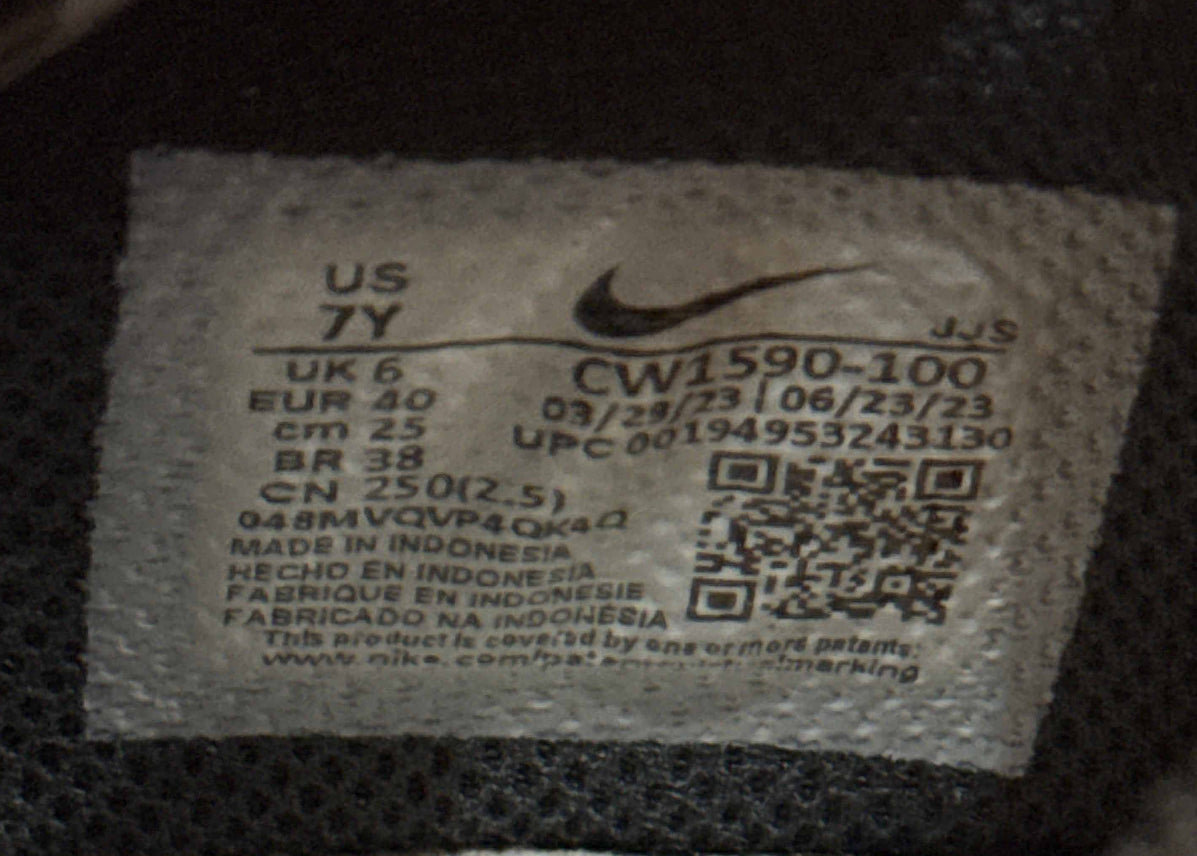 US
7Y
JJS
UK 6
EUR 40
cm 25
BR 38
CN 250(2.5)
CW1590-100
03/29/23 | 06/23/23
UPC 00194953243130
048MVQVP4QK4Q
MADE IN INDONESIA
HECHO EN INDONESIA
FABRIQUE EN INDONESIE
FABRICADO NA INDONESIA
This product is covered by one or more patents: